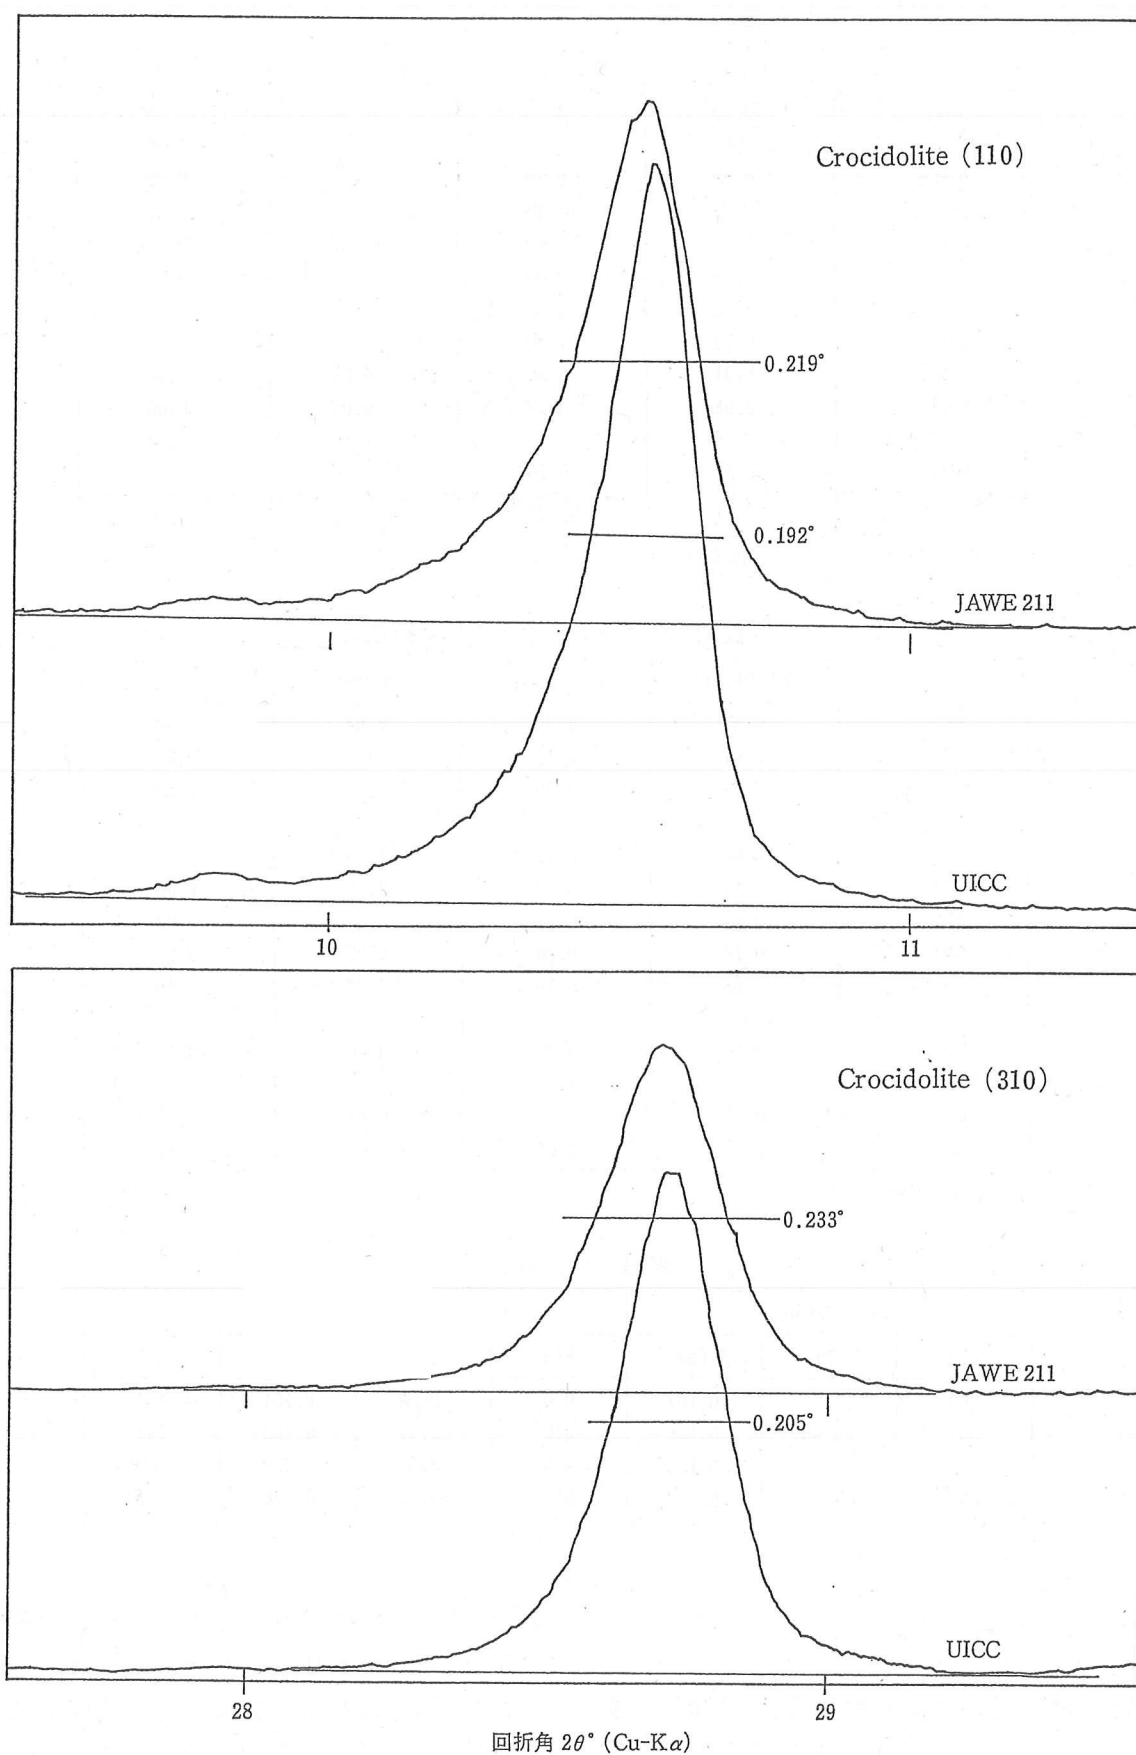 Crocidolite (110)
0.219°
0.192°
JAWE 211
UICC
10 11
Crocidolite (310)
0.233°
JAWE 211
0.205°
UICC
28 29
回折角 2θ° (Cu-Kα)